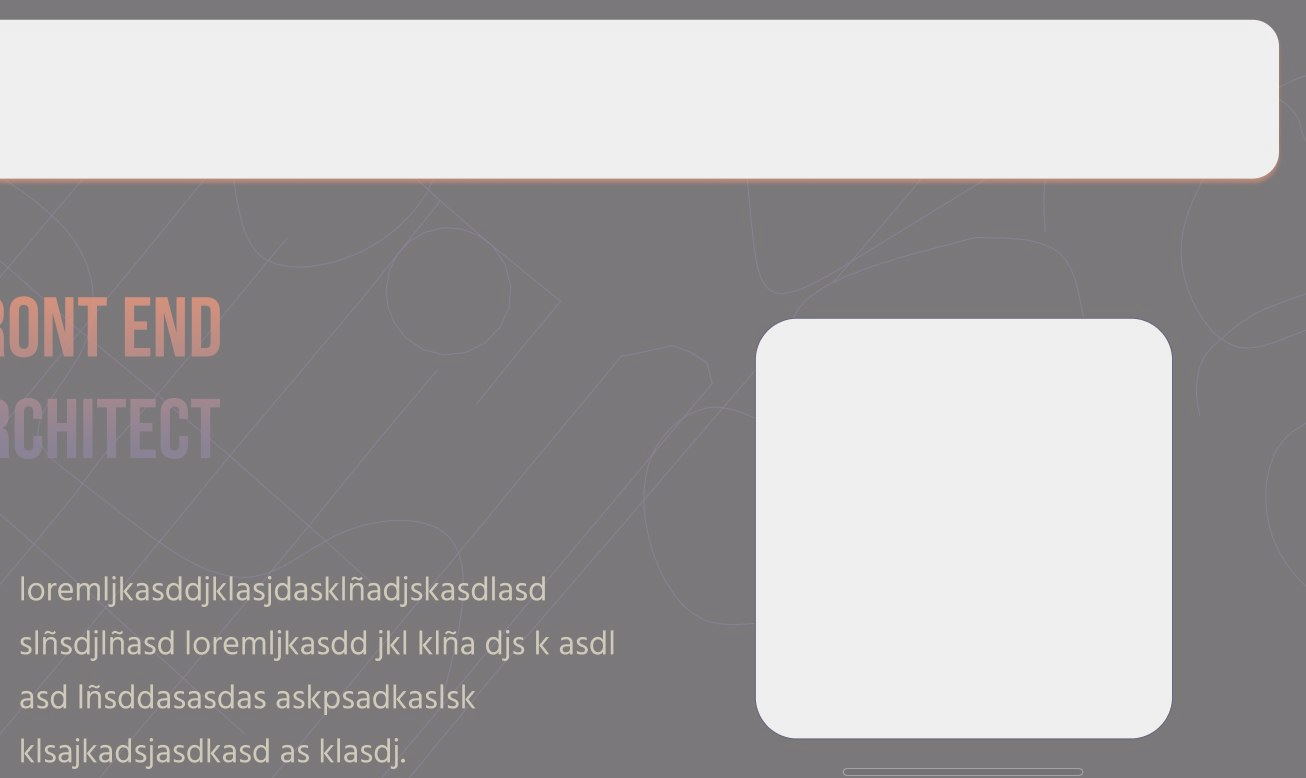 RONT END
RCHITECT
loremljkasddjklasjdasklñadjskasdlasd
slñsdjlñasd loremljkasdd jkl klña djs k asdl
asd lñsddasasdas askpsadkaslsk
klsajkadsjasdkasd as klasdj.